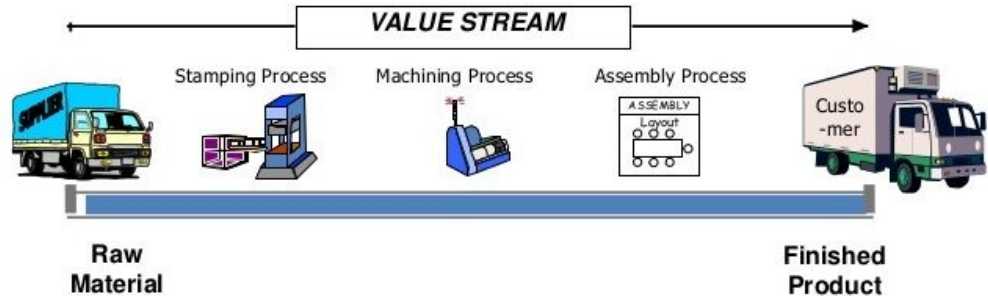 VALUE STREAM
Stamping Process
Machining Process
Assembly Process
SUPPLIER
ASSEMBLY
Layout
Custo
-mer
Raw
Material
Finished
Product